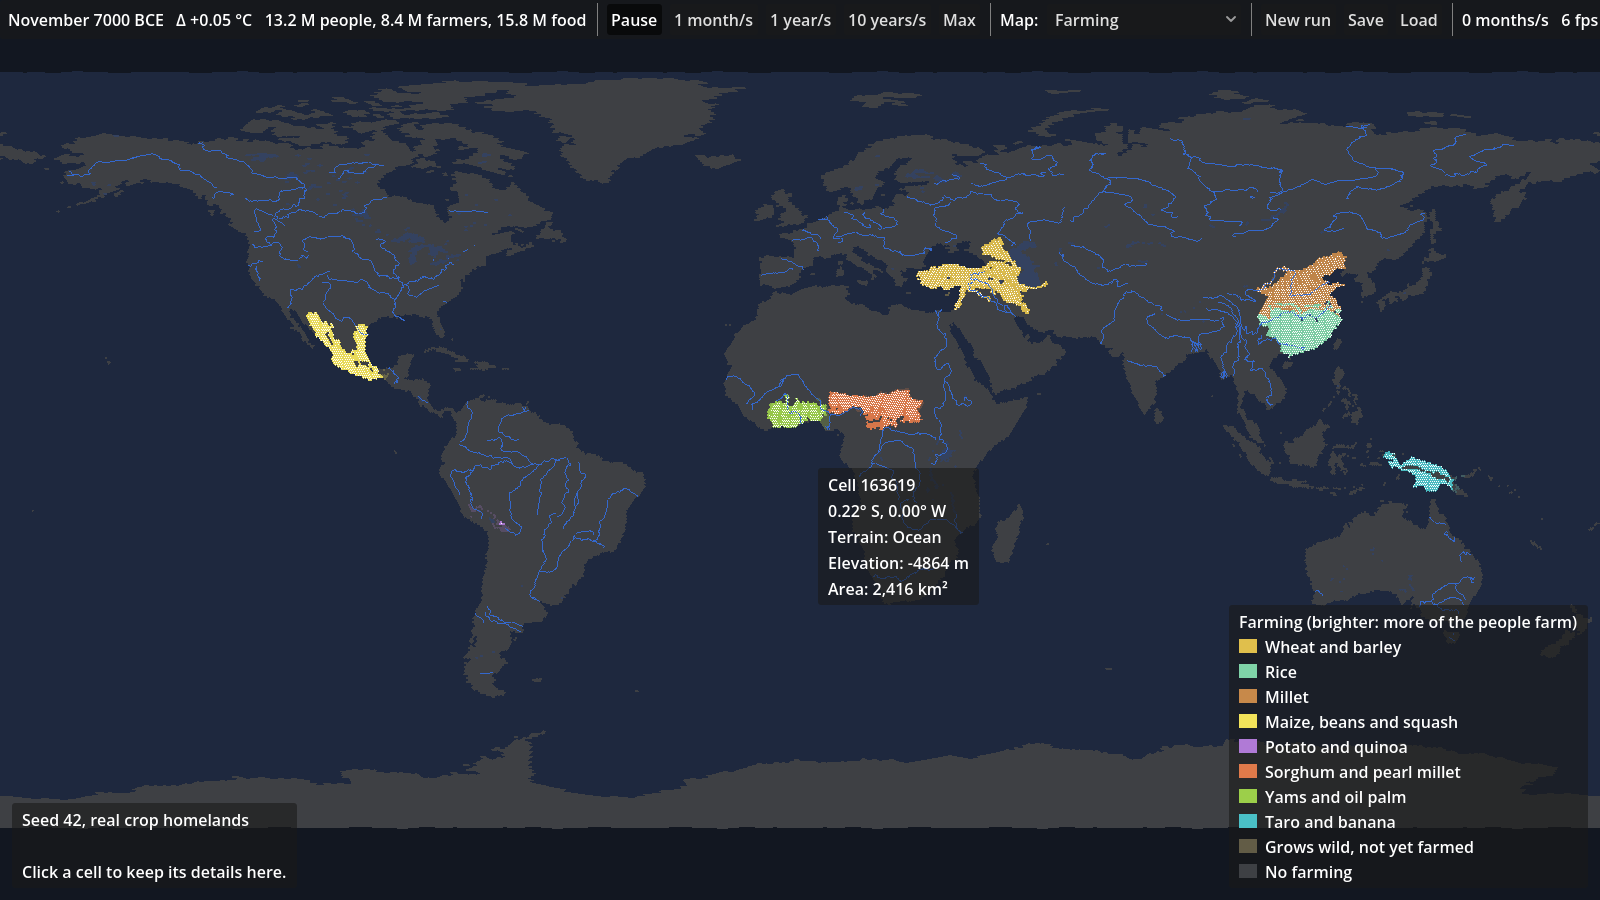 November 7000 BCE Δ +0.05 °C 13.2 M people, 8.4 M farmers, 15.8 M food Pause 1 month/s 1 year/s 10 years/s Max Map: Farming New run Save Load 0 months/s 6 fps
Cell 163619
0.22° S, 0.00° W
Terrain: Ocean
Elevation: -4864 m
Area: 2,416 km²
Farming (brighter: more of the people farm)
Wheat and barley
Rice
Millet
Maize, beans and squash
Potato and quinoa
Sorghum and pearl millet
Yams and oil palm
Taro and banana
Grows wild, not yet farmed
No farming
Seed 42, real crop homelands
Click a cell to keep its details here.